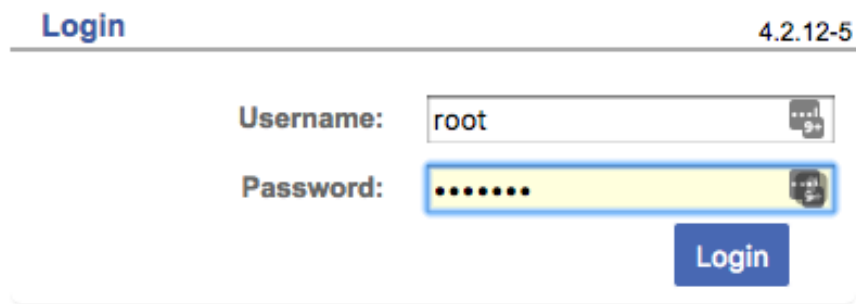 Login
4.2.12-5
Username: root
Password: •••••••
Login